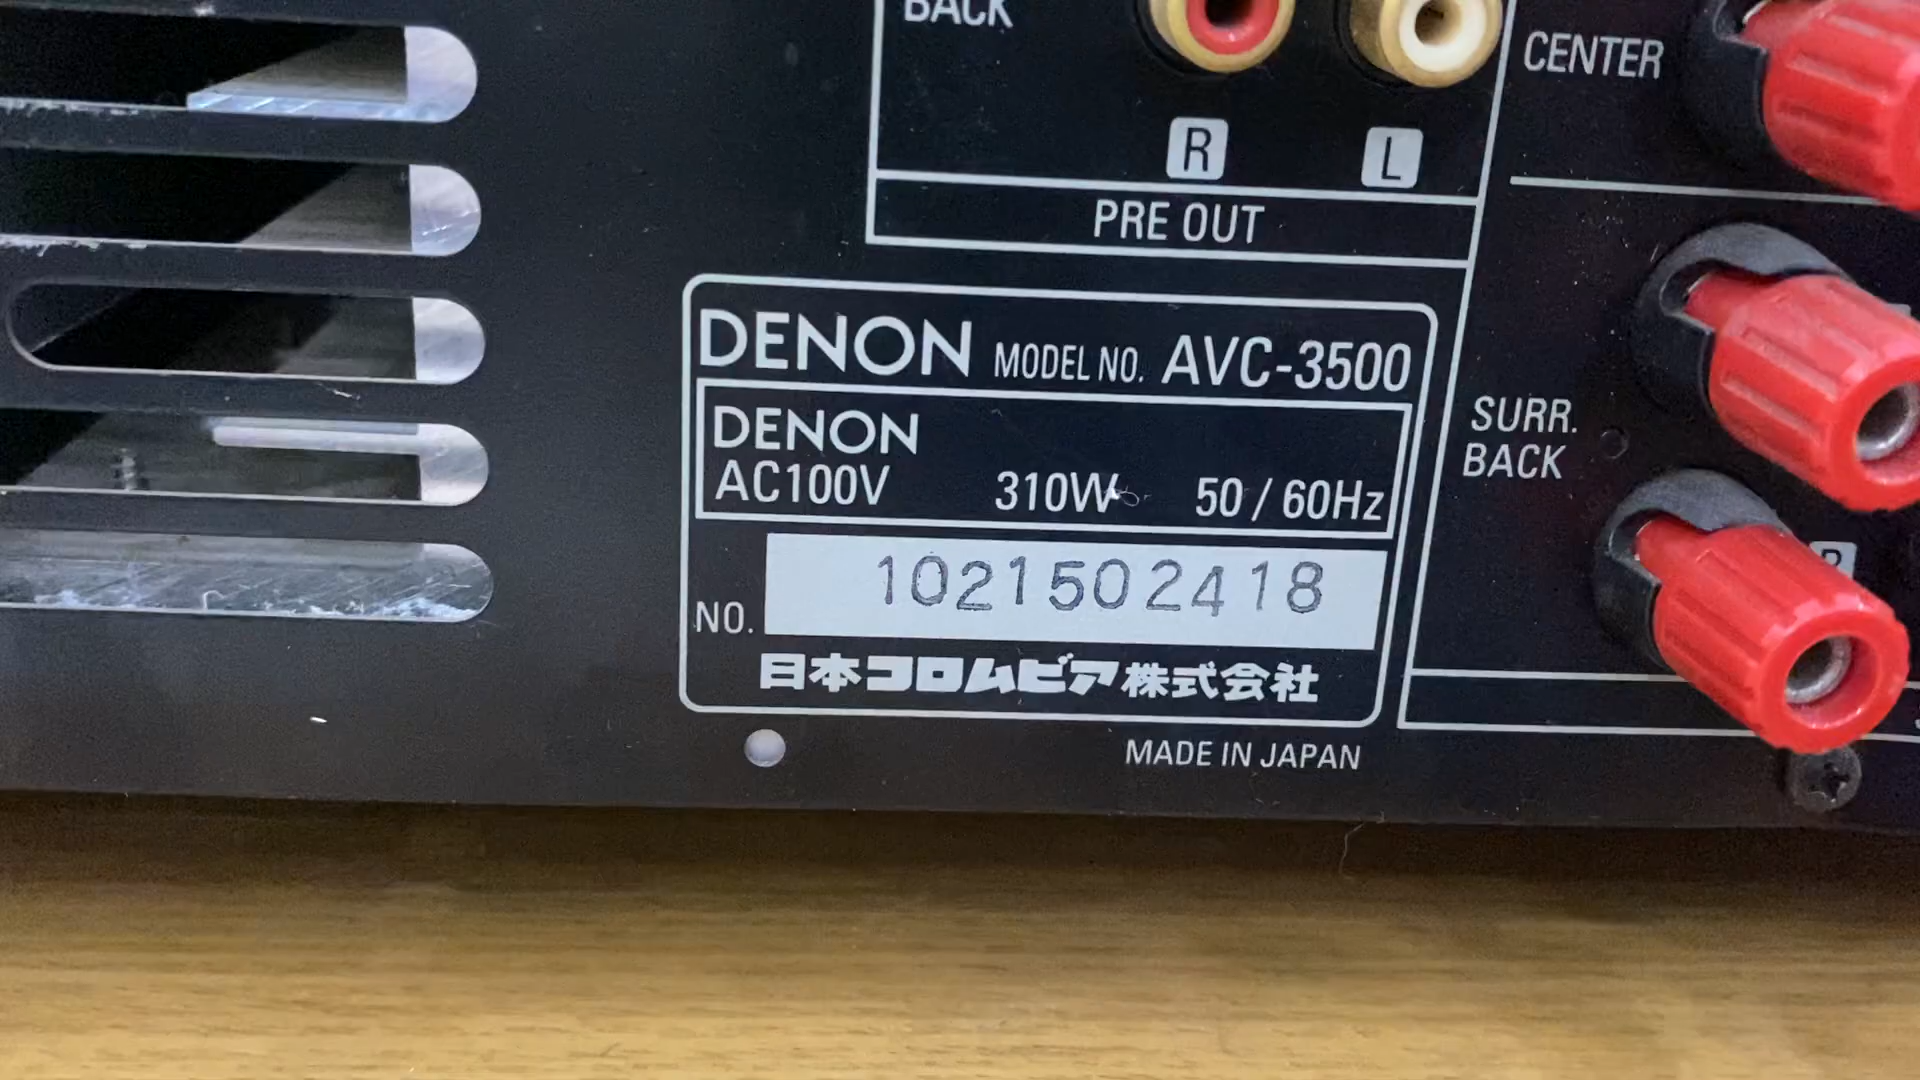 BACK
CENTER
R L
PRE OUT
DENON MODEL NO. AVC-3500
DENON
AC100V 310W 50/60Hz
NO. 1021502418
日本コロムビア株式会社
MADE IN JAPAN
SURR.
BACK
R